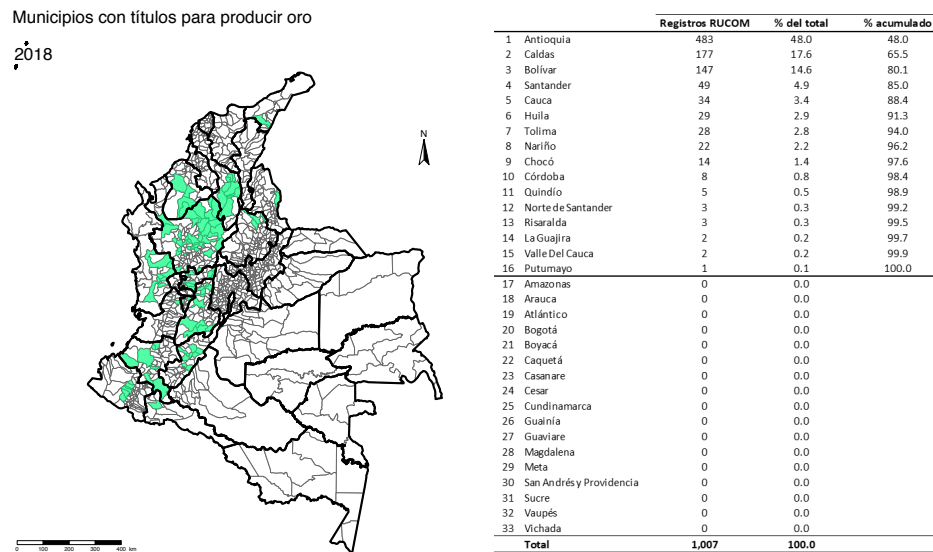 Municipios con títulos para producir oro
2018
N
0 100 200 300 400 km
Registros RUCOM % del total % acumulado
1 Antioquia 483 48.0 48.0
2 Caldas 177 17.6 65.5
3 Bolívar 147 14.6 80.1
4 Santander 49 4.9 85.0
5 Cauca 34 3.4 88.4
6 Huila 29 2.9 91.3
7 Tolima 28 2.8 94.0
8 Nariño 22 2.2 96.2
9 Chocó 14 1.4 97.6
10 Córdoba 8 0.8 98.4
11 Quindío 5 0.5 98.9
12 Norte de Santander 3 0.3 99.2
13 Risaralda 3 0.3 99.5
14 La Guajira 2 0.2 99.7
15 Valle Del Cauca 2 0.2 99.9
16 Putumayo 1 0.1 100.0
17 Amazonas 0 0.0
18 Arauca 0 0.0
19 Atlántico 0 0.0
20 Bogotá 0 0.0
21 Boyacá 0 0.0
22 Caquetá 0 0.0
23 Casanare 0 0.0
24 Cesar 0 0.0
25 Cundinamarca 0 0.0
26 Guainía 0 0.0
27 Guaviare 0 0.0
28 Magdalena 0 0.0
29 Meta 0 0.0
30 San Andrés y Providencia 0 0.0
31 Sucre 0 0.0
32 Vaupés 0 0.0
33 Vichada 0 0.0
Total 1,007 100.0